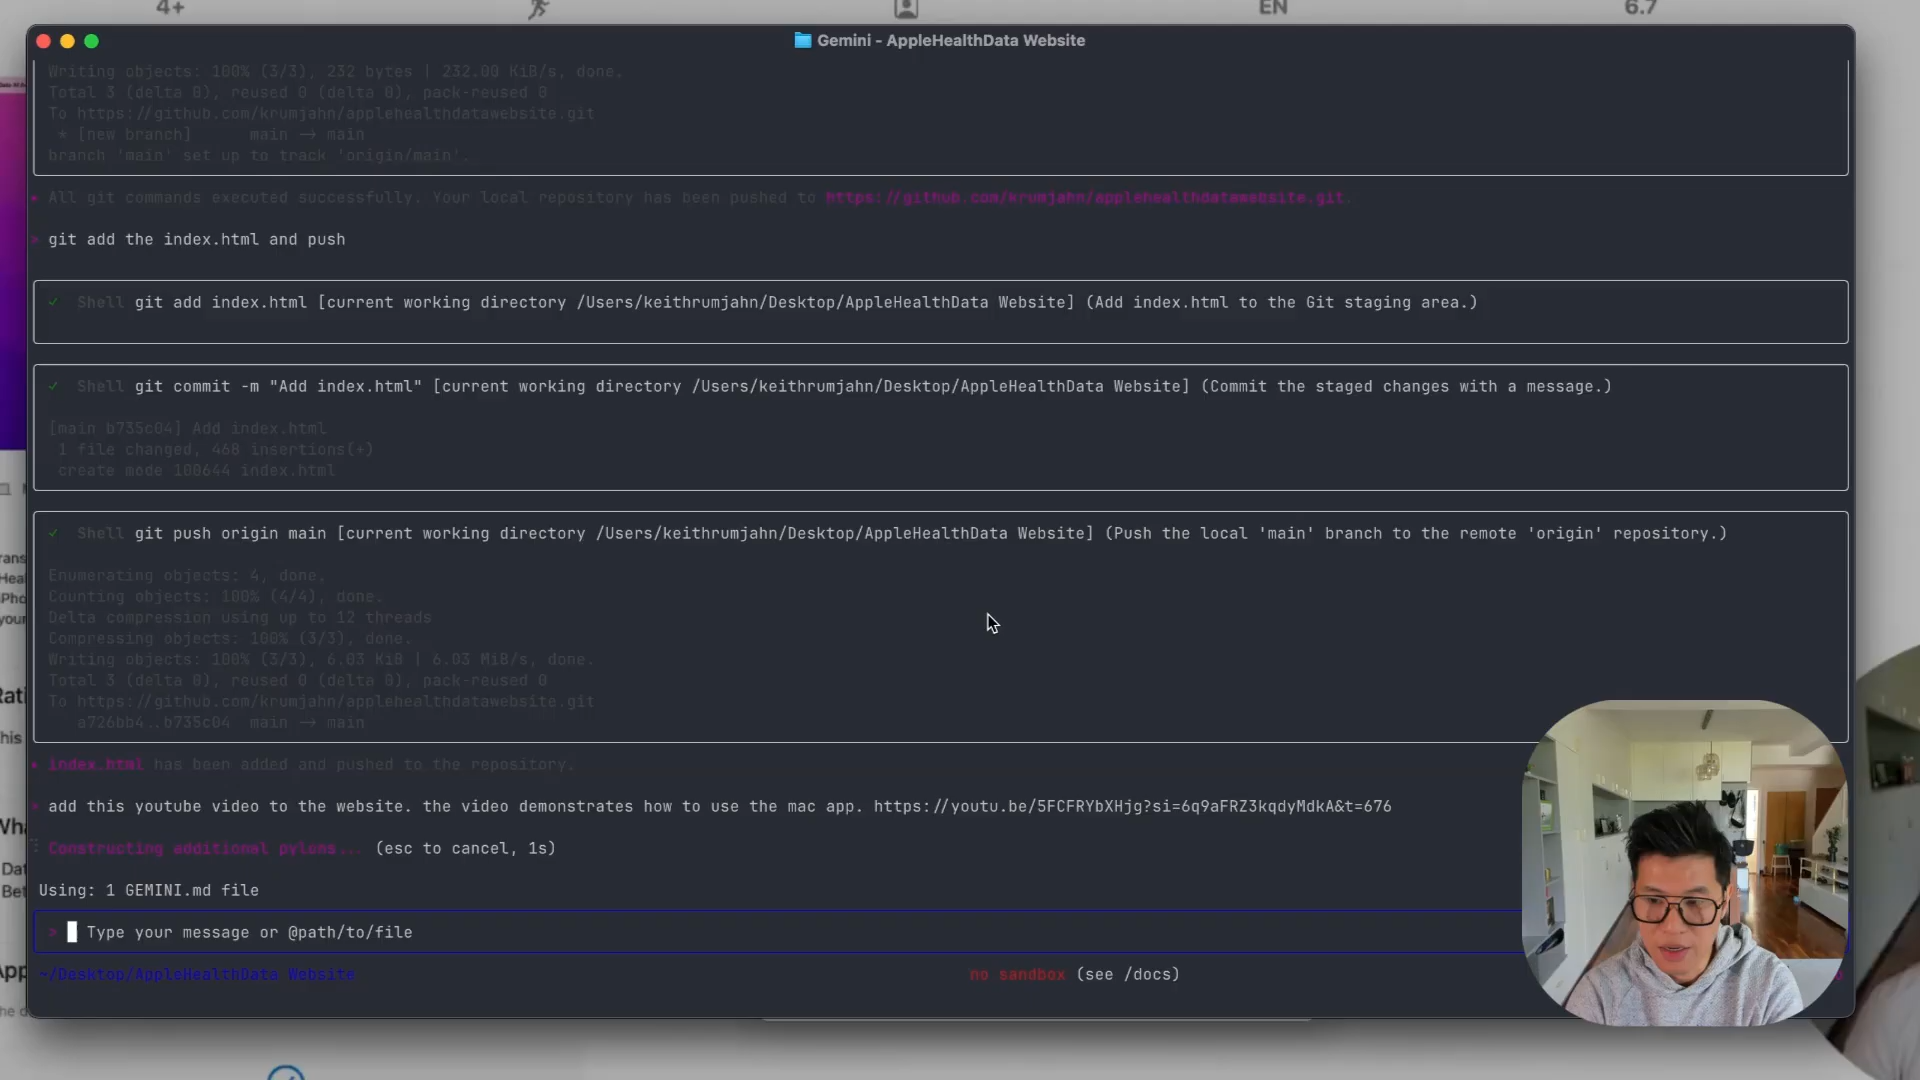 4+
EN
6.7
Gemini - AppleHealthData Website
Writing objects: 100% (3/3), 232 bytes | 232.00 KiB/s, done.
Total 3 (delta 0), reused 0 (delta 0), pack-reused 0
To https://github.com/krumjahn/applehealthdatawebsite.git
* [new branch]      main -> main
branch 'main' set up to track 'origin/main'.
All git commands executed successfully. Your local repository has been pushed to https://github.com/krumjahn/applehealthdatawebsite.git.
> git add the index.html and push
✓ Shell git add index.html [current working directory /Users/keithrumjahn/Desktop/AppleHealthData Website] (Add index.html to the Git staging area.)
✓ Shell git commit -m "Add index.html" [current working directory /Users/keithrumjahn/Desktop/AppleHealthData Website] (Commit the staged changes with a message.)
[main b735c04] Add index.html
1 file changed, 468 insertions(+)
create mode 100644 index.html
✓ Shell git push origin main [current working directory /Users/keithrumjahn/Desktop/AppleHealthData Website] (Push the local 'main' branch to the remote 'origin' repository.)
Enumerating objects: 4, done.
Counting objects: 100% (4/4), done.
Delta compression using up to 12 threads
Compressing objects: 100% (3/3), done.
Writing objects: 100% (3/3), 6.03 KiB | 6.03 MiB/s, done.
Total 3 (delta 0), reused 0 (delta 0), pack-reused 0
To https://github.com/krumjahn/applehealthdatawebsite.git
a726bb4..b735c04  main -> main
index.html has been added and pushed to the repository.
> add this youtube video to the website. the video demonstrates how to use the mac app. https://youtu.be/5FCFRYbXHjg?si=6q9aFRZ3kqdyMdkA&t=676
Constructing additional pylons... (esc to cancel, 1s)
Using: 1 GEMINI.md file
> Type your message or @path/to/file
~/Desktop/AppleHealthData Website
no sandbox (see /docs)